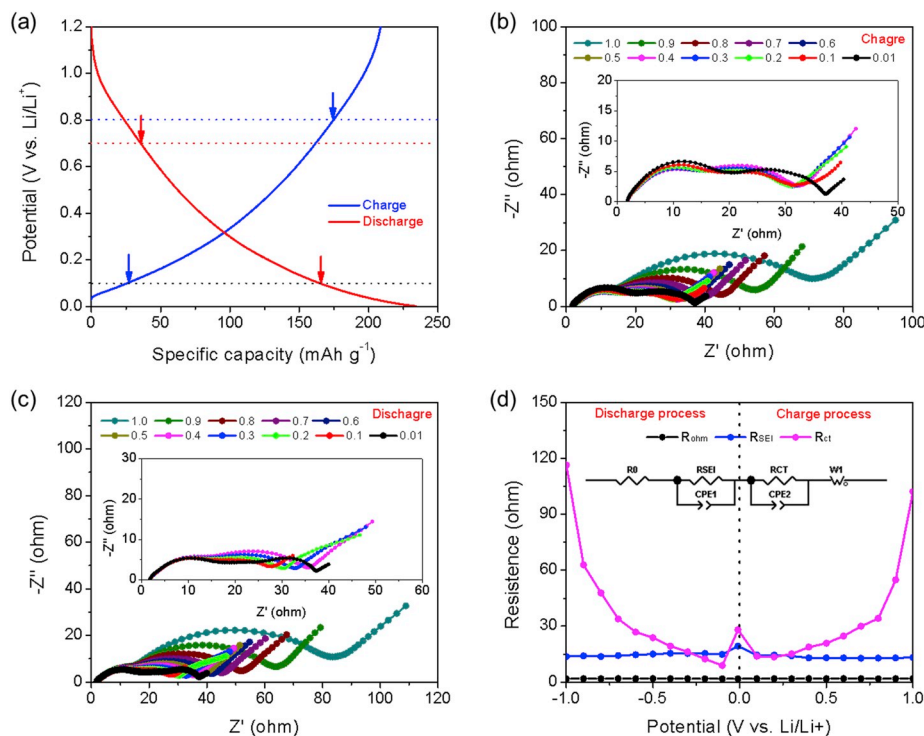 (a)
1.2
1.0
0.8
0.6
0.4
0.2
0.0
Potential (V vs. Li/Li+)
Charge
Discharge
0 50 100 150 200 250
Specific capacity (mAh g-1)
(b)
100
80
60
40
20
0
-Z'' (ohm)
1.0 0.9 0.8 0.7 0.6
0.5 0.4 0.3 0.2 0.1 0.01
Chagre
20
15
10
5
0
-Z'' (ohm)
0 10 20 30 40 50
Z' (ohm)
0 20 40 60 80 100
Z' (ohm)
(c)
120
100
80
60
40
20
0
-Z'' (ohm)
Dischagre
1.0 0.9 0.8 0.7 0.6
0.5 0.4 0.3 0.2 0.1 0.01
30
20
10
0
-Z'' (ohm)
0 10 20 30 40 50 60
Z' (ohm)
0 20 40 60 80 100 120
Z' (ohm)
(d)
150
120
90
60
30
0
Resistence (ohm)
Discharge process Charge process
Rohm RSEI Rct
R0 RSEI RCT W1
CPE1 CPE2
-1.0 -0.5 0.0 0.5 1.0
Potential (V vs. Li/Li+)